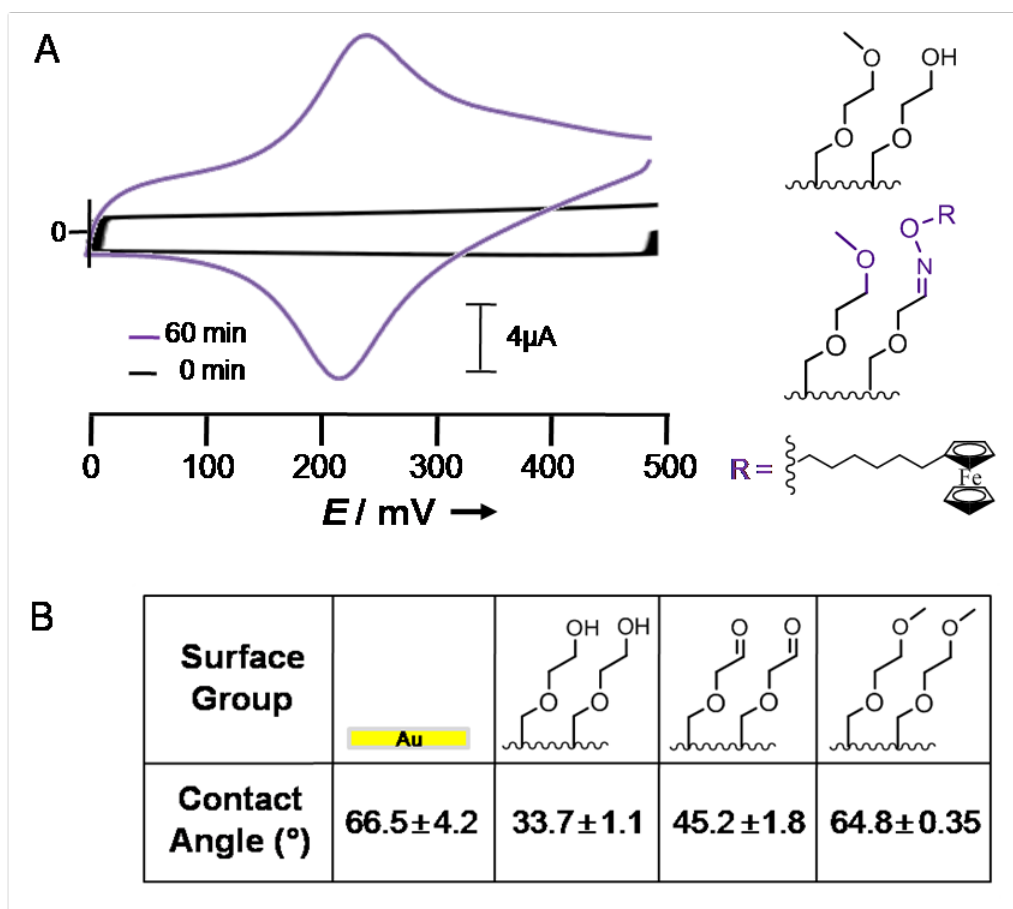 A
0
60 min
0 min
4µA
0 100 200 300 400 500
E / mV
O OH
O O
R
O
O N
O O
R =
Fe
B
Surface
Group
Au
OH OH
O O
O O
O O
O O
O O
Contact
Angle (°)
66.5±4.2
33.7±1.1
45.2±1.8
64.8±0.35